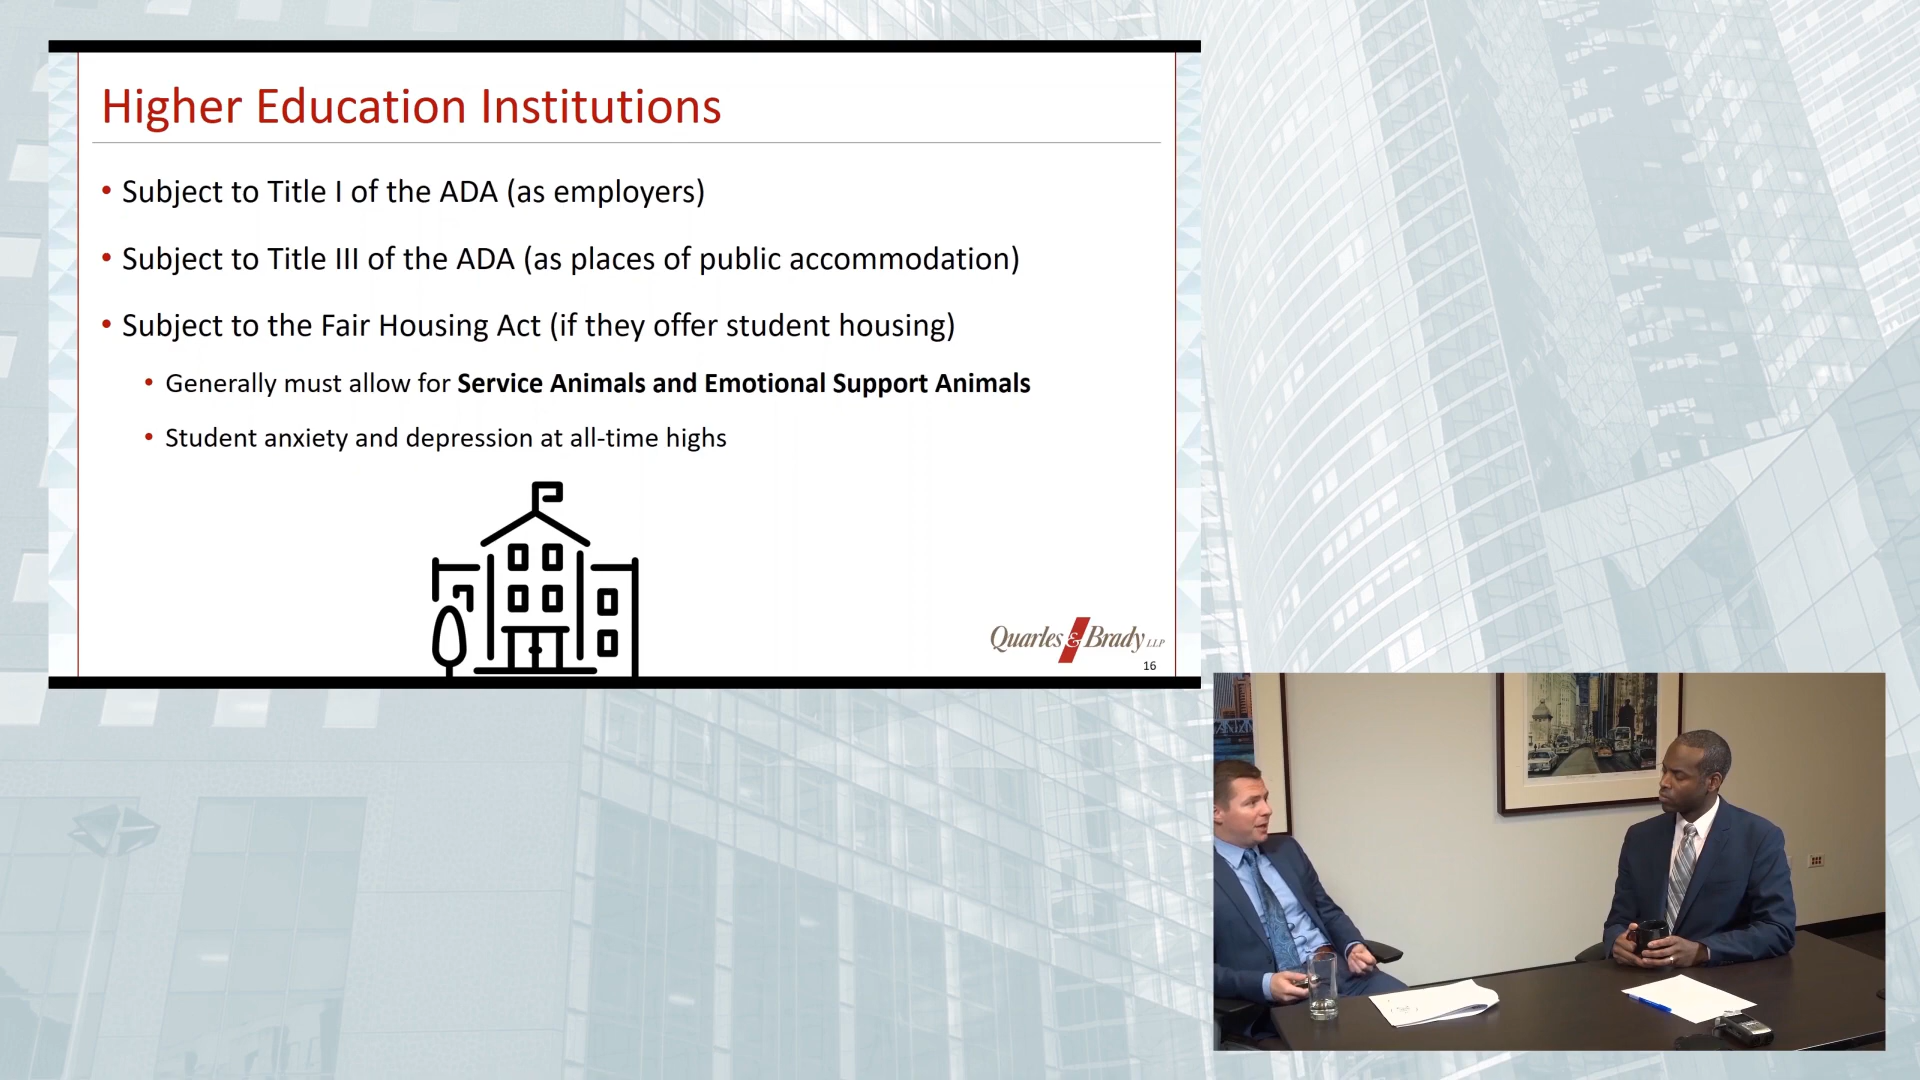 Higher Education Institutions
• Subject to Title I of the ADA (as employers)
• Subject to Title III of the ADA (as places of public accommodation)
• Subject to the Fair Housing Act (if they offer student housing)
• Generally must allow for Service Animals and Emotional Support Animals
• Student anxiety and depression at all-time highs
Quarles & Brady LLP
16